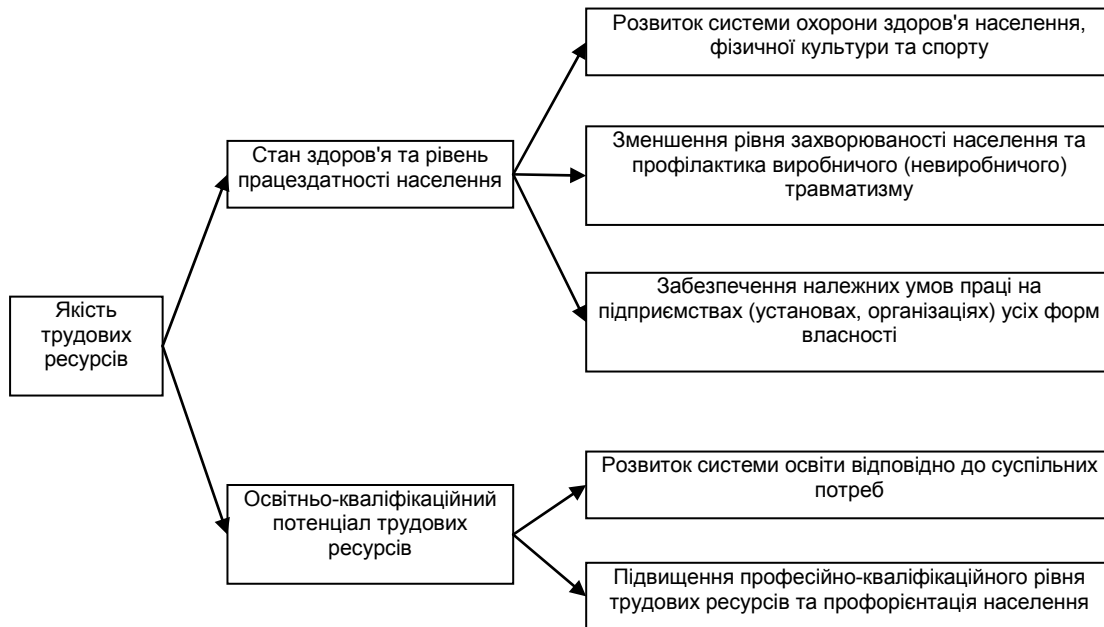 Розвиток системи охорони здоров'я населення,
фізичної культури та спорту
Стан здоров'я та рівень
працездатності населення
Зменшення рівня захворюваності населення та
профілактика виробничого (невиробничого)
травматизму
Забезпечення належних умов праці на
підприємствах (установах, організаціях) усіх форм
власності
Якість
трудових
ресурсів
Освітньо-кваліфікаційний
потенціал трудових
ресурсів
Розвиток системи освіти відповідно до суспільних
потреб
Підвищення професійно-кваліфікаційного рівня
трудових ресурсів та профорієнтація населення